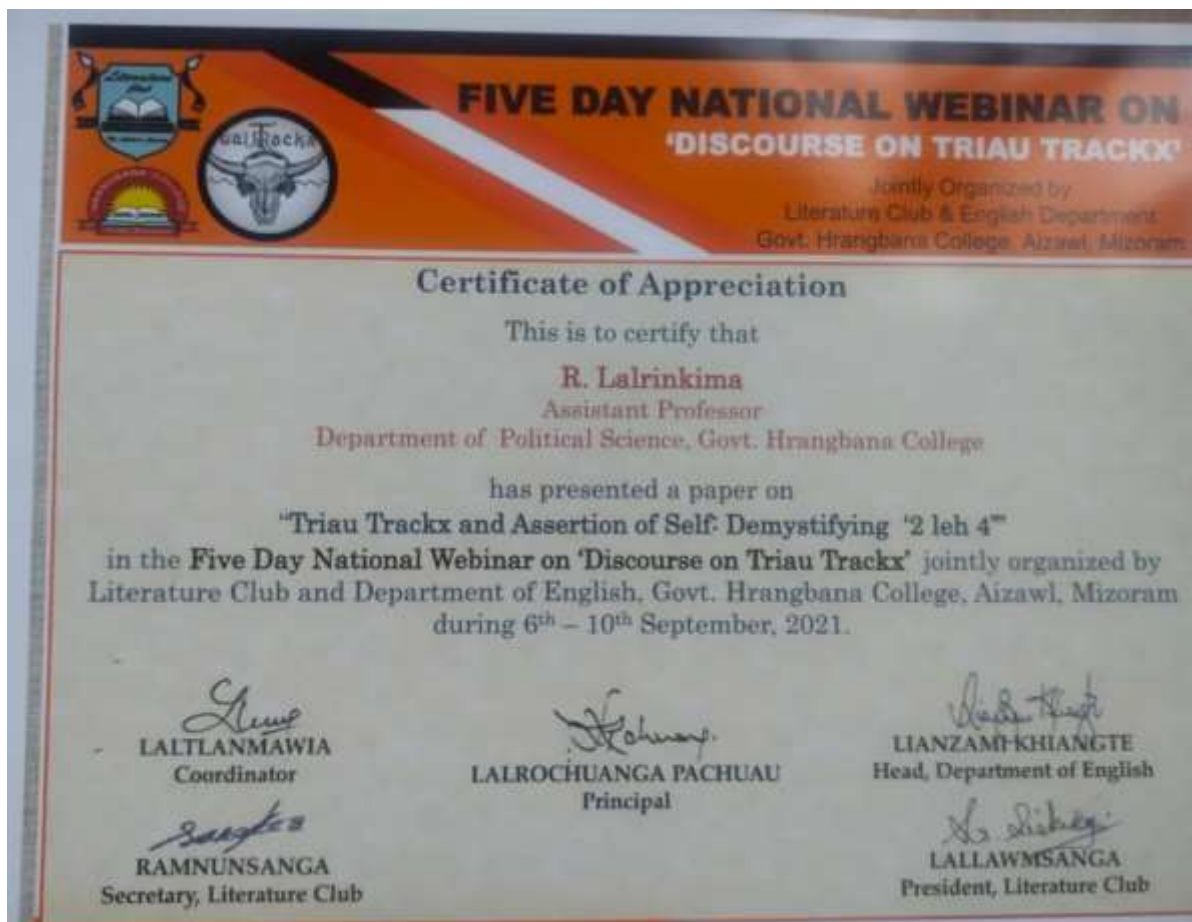 Literature
FIVE DAY NATIONAL WEBINAR ON
'DISCOURSE ON TRIAU TRACKX'
Jointly Organized by
Literature Club & English Department
Govt. Hrangbana College, Aizawl, Mizoram
Certificate of Appreciation
This is to certify that
R. Lalrinkima
Assistant Professor
Department of Political Science, Govt. Hrangbana College
has presented a paper on
"Triau Trackx and Assertion of Self: Demystifying '2 leh 4'"
in the Five Day National Webinar on 'Discourse on Triau Trackx' jointly organized by
Literature Club and Department of English, Govt. Hrangbana College, Aizawl, Mizoram
during 6th – 10th September, 2021.
LALTLANMAWIA
Coordinator
LALROCHUANGA PACHUAU
Principal
LIANZAMI KHIANGTE
Head, Department of English
RAMNUNSANGA
Secretary, Literature Club
LALLAWMSANGA
President, Literature Club